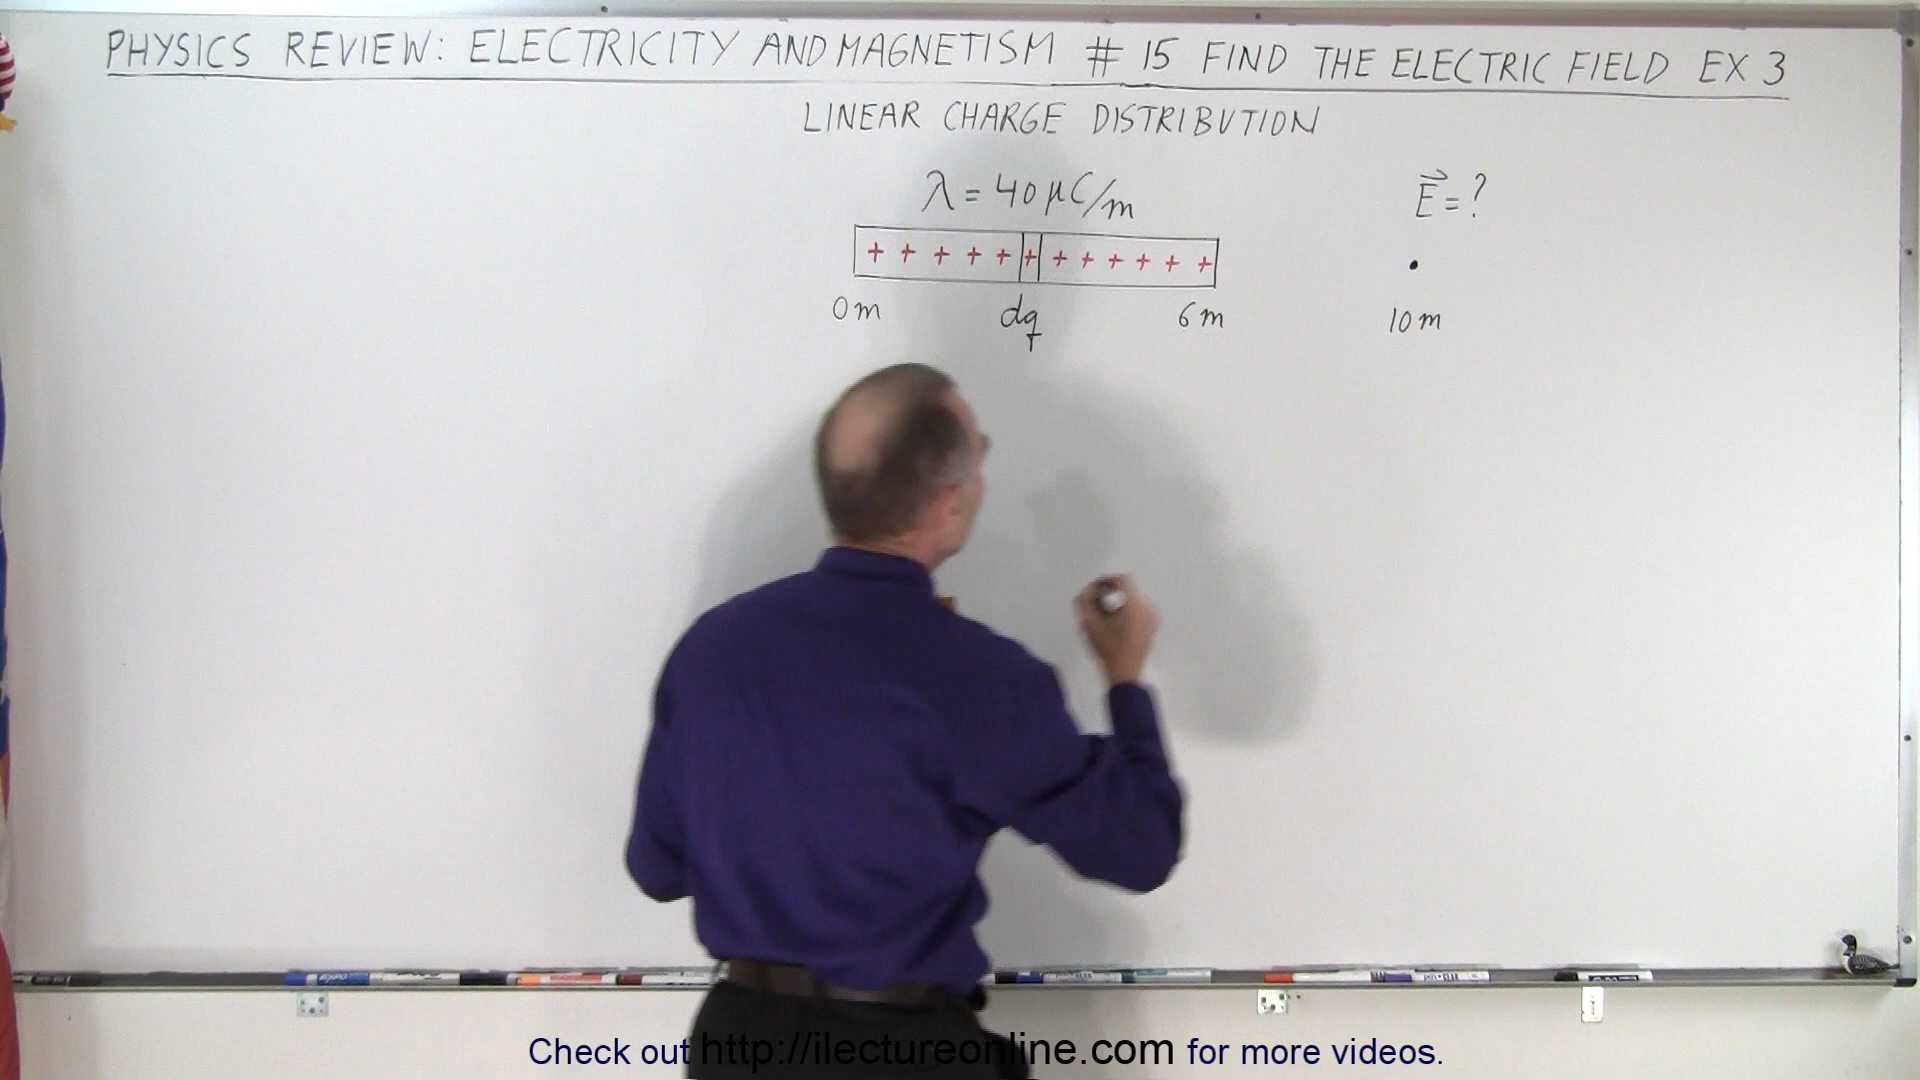 PHYSICS REVIEW: ELECTRICITY AND MAGNETISM # 15 FIND THE ELECTRIC FIELD EX 3
LINEAR CHARGE DISTRIBUTION
λ = 40 μC/m
E⃗ = ?
+ + + + + + + + + + + +
0m dq 6m 10m
Check out http://ilectureonline.com for more videos.